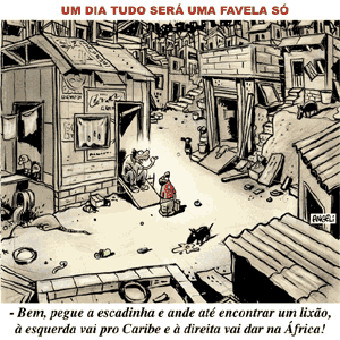 UM DIA TUDO SERÁ UMA FAVELA SÓ
ANGELI
- Bem, pegue a escadinha e ande até encontrar um lixão,
à esquerda vai pro Caribe e à direita vai dar na África!